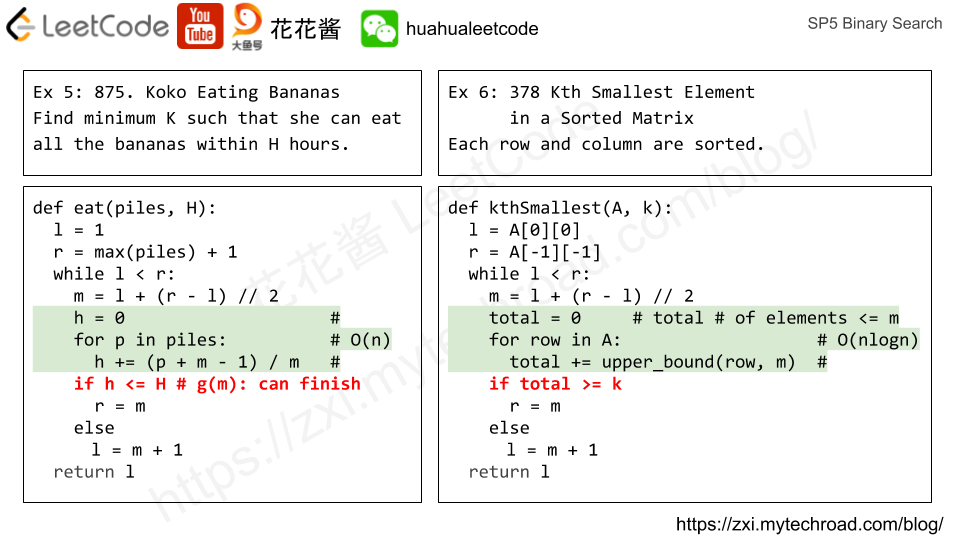 LeetCode You Tube 大鱼号 花花酱 huahualeetcode
SP5 Binary Search
Ex 5: 875. Koko Eating Bananas
Find minimum K such that she can eat
all the bananas within H hours.
Ex 6: 378 Kth Smallest Element
in a Sorted Matrix
Each row and column are sorted.
def eat(piles, H):
  l = 1
  r = max(piles) + 1
  while l < r:
    m = l + (r - l) // 2
    h = 0                    #
    for p in piles:          # O(n)
      h += (p + m - 1) / m   #
    if h <= H # g(m): can finish
      r = m
    else
      l = m + 1
  return l
def kthSmallest(A, k):
  l = A[0][0]
  r = A[-1][-1]
  while l < r:
    m = l + (r - l) // 2
    total = 0     # total # of elements <= m
    for row in A:                   # O(nlogn)
      total += upper_bound(row, m)  #
    if total >= k
      r = m
    else
      l = m + 1
  return l
花花酱 LeetCode
https://zxi.mytechroad.com/blog/
https://zxi.mytechroad.com/blog/